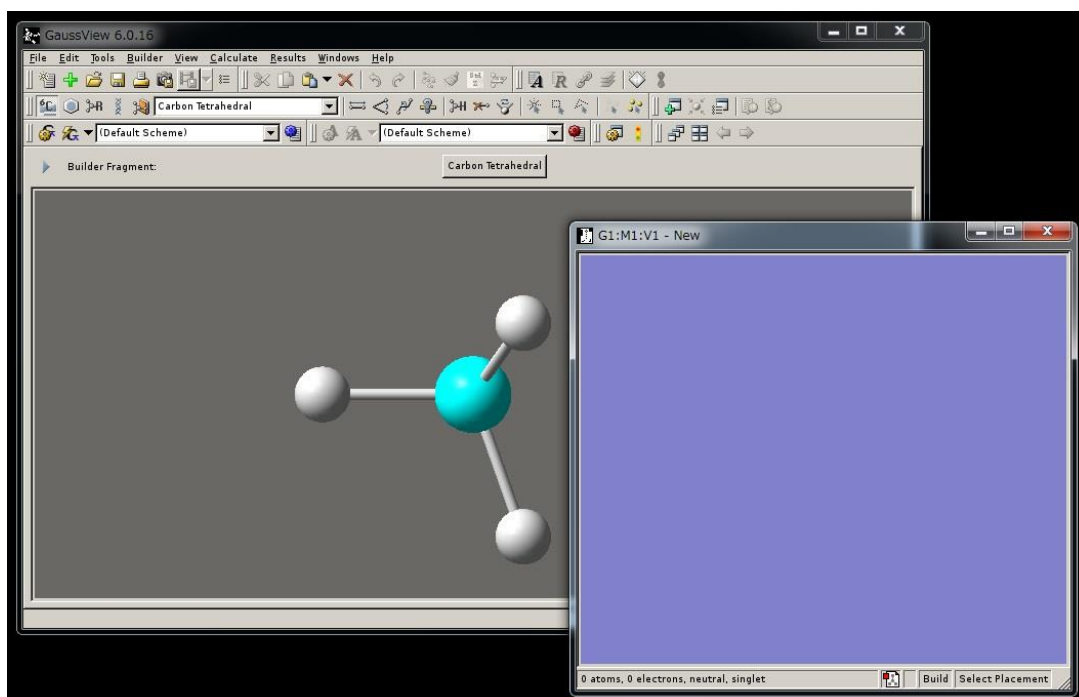 GaussView 6.0.16
File Edit Tools Builder View Calculate Results Windows Help
Carbon Tetrahedral
(Default Scheme) (Default Scheme)
Builder Fragment: Carbon Tetrahedral
G1:M1:V1 - New
0 atoms, 0 electrons, neutral, singlet Build Select Placement